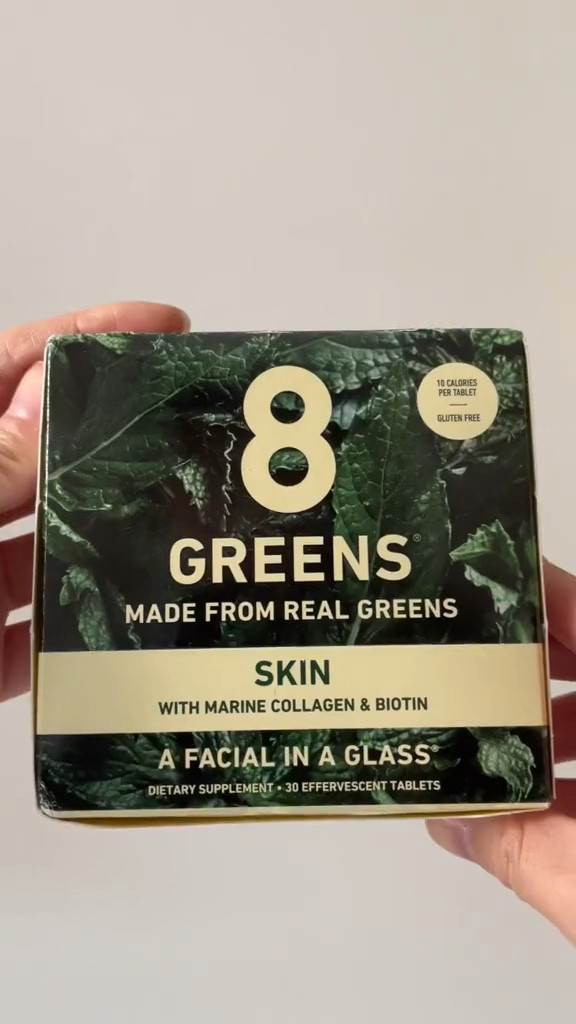 8
10 CALORIES
PER TABLET
GLUTEN FREE
GREENS®
MADE FROM REAL GREENS
SKIN
WITH MARINE COLLAGEN & BIOTIN
A FACIAL IN A GLASS®
DIETARY SUPPLEMENT • 30 EFFERVESCENT TABLETS